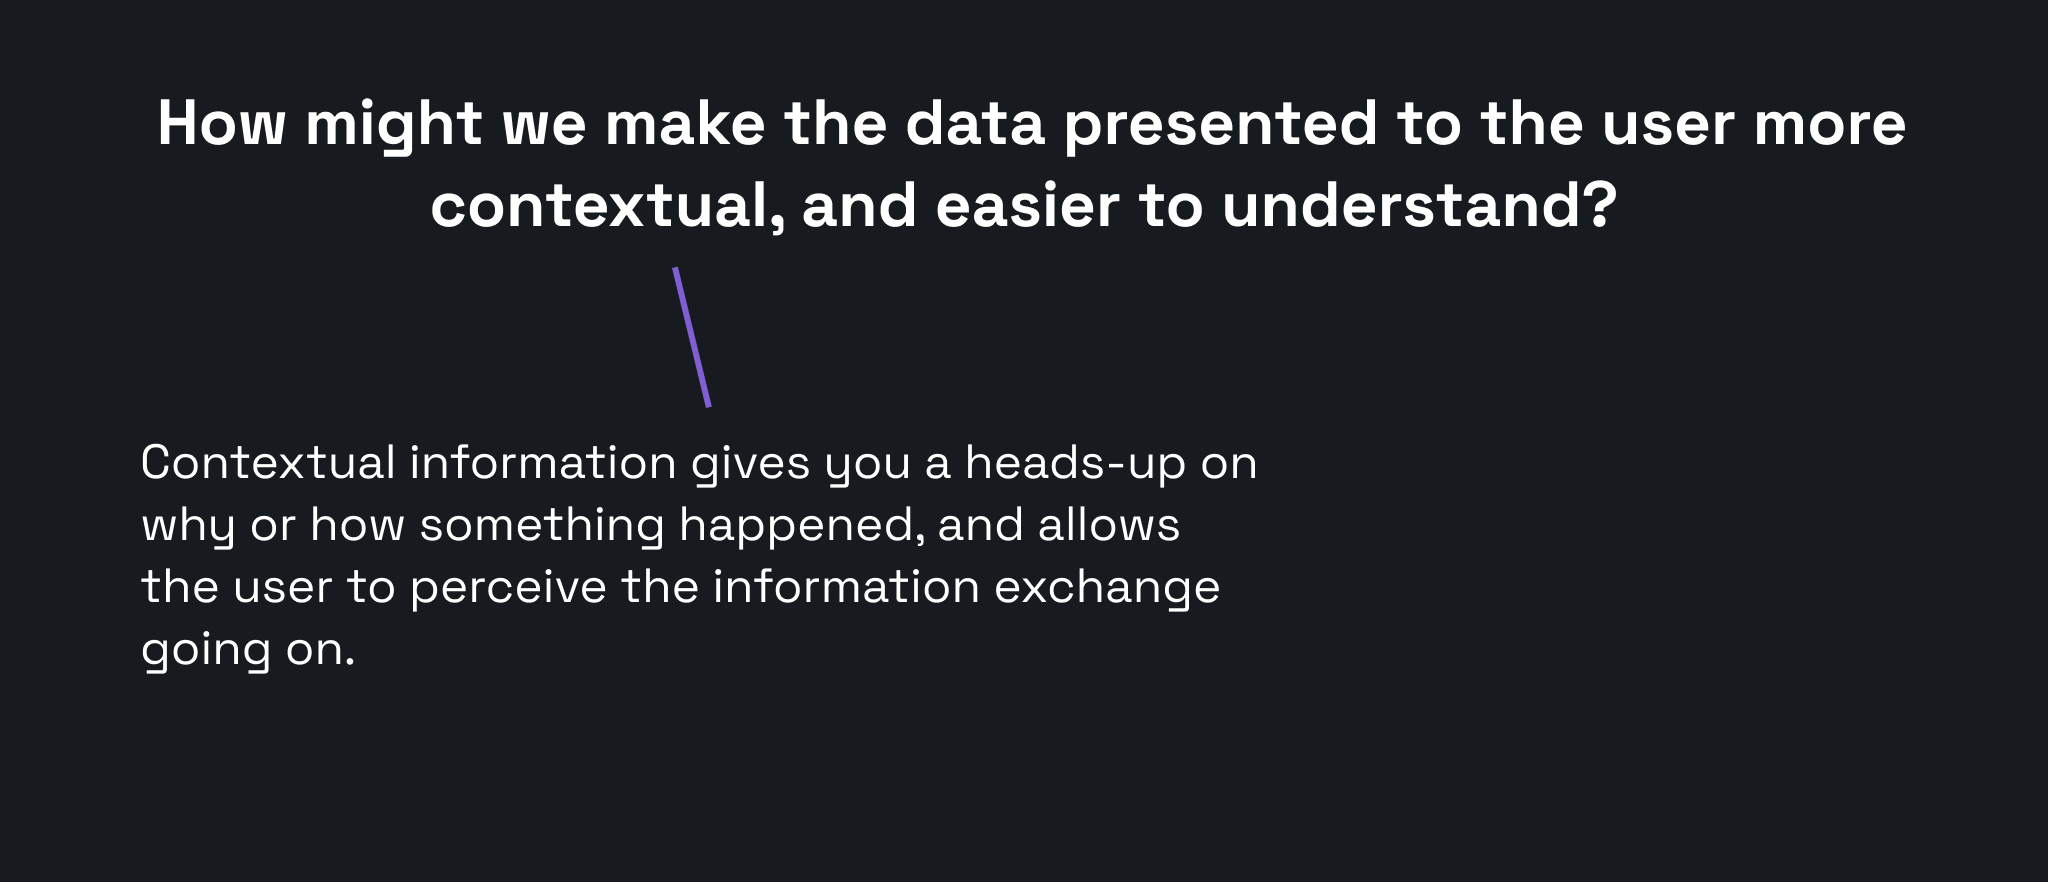 How might we make the data presented to the user more
contextual, and easier to understand?
Contextual information gives you a heads-up on
why or how something happened, and allows
the user to perceive the information exchange
going on.